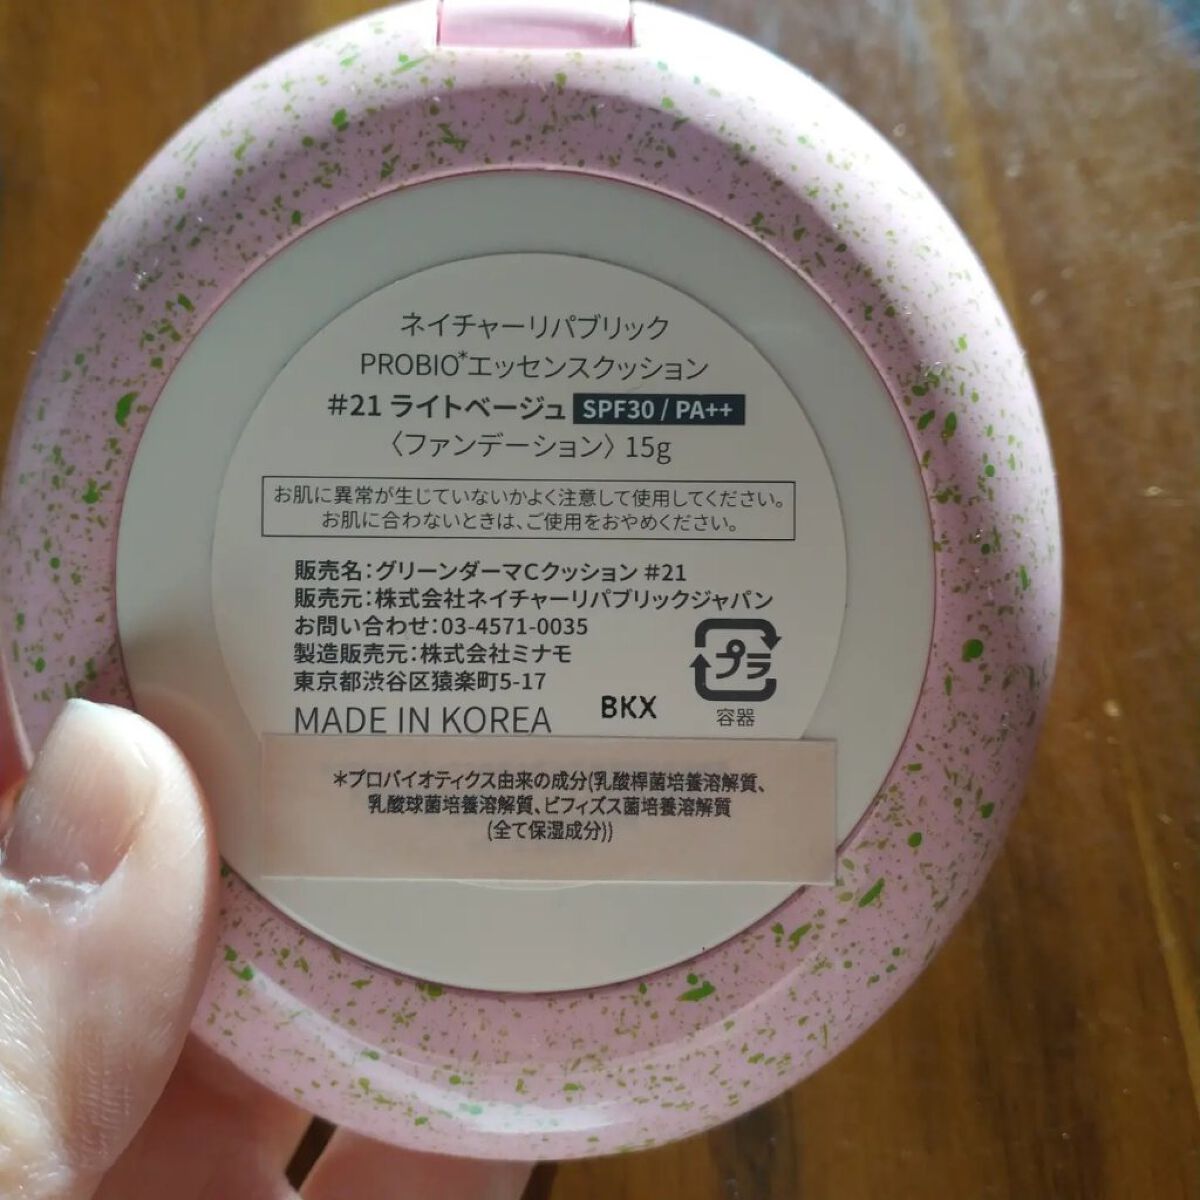 ネイチャーリパブリック
PROBIO*エッセンスクッション
#21 ライトベージュ SPF30 / PA++
〈ファンデーション〉 15g
お肌に異常が生じていないかよく注意して使用してください。
お肌に合わないときは、ご使用をおやめください。
販売名:グリーンダーマCクッション #21
販売元:株式会社ネイチャーリパブリックジャパン
お問い合わせ:03-4571-0035
製造販売元:株式会社ミナモ
東京都渋谷区猿楽町5-17
プラ
容器
MADE IN KOREA
BKX
*プロバイオティクス由来の成分(乳酸桿菌培養溶解質、
乳酸球菌培養溶解質、ビフィズス菌培養溶解質
(全て保湿成分))